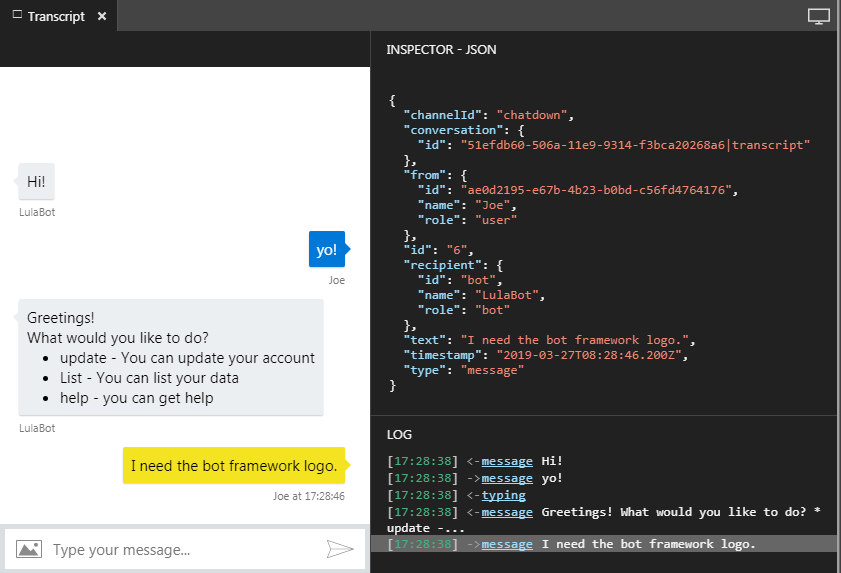 Transcript ×
Hi!
LulaBot
yo!
Joe
Greetings!
What would you like to do?
• update - You can update your account
• List - You can list your data
• help - you can get help
LulaBot
I need the bot framework logo.
Joe at 17:28:46
Type your message...
INSPECTOR - JSON
{
"channelId": "chatdown",
"conversation": {
"id": "51efdb60-506a-11e9-9314-f3bca20268a6|transcript"
},
"from": {
"id": "ae0d2195-e67b-4b23-b0bd-c56fd4764176",
"name": "Joe",
"role": "user"
},
"id": "6",
"recipient": {
"id": "bot",
"name": "LulaBot",
"role": "bot"
},
"text": "I need the bot framework logo.",
"timestamp": "2019-03-27T08:28:46.200Z",
"type": "message"
}
LOG
[17:28:38] <-message Hi!
[17:28:38] ->message yo!
[17:28:38] <-typing
[17:28:38] <-message Greetings! What would you like to do? *
update -...
[17:28:38] ->message I need the bot framework logo.